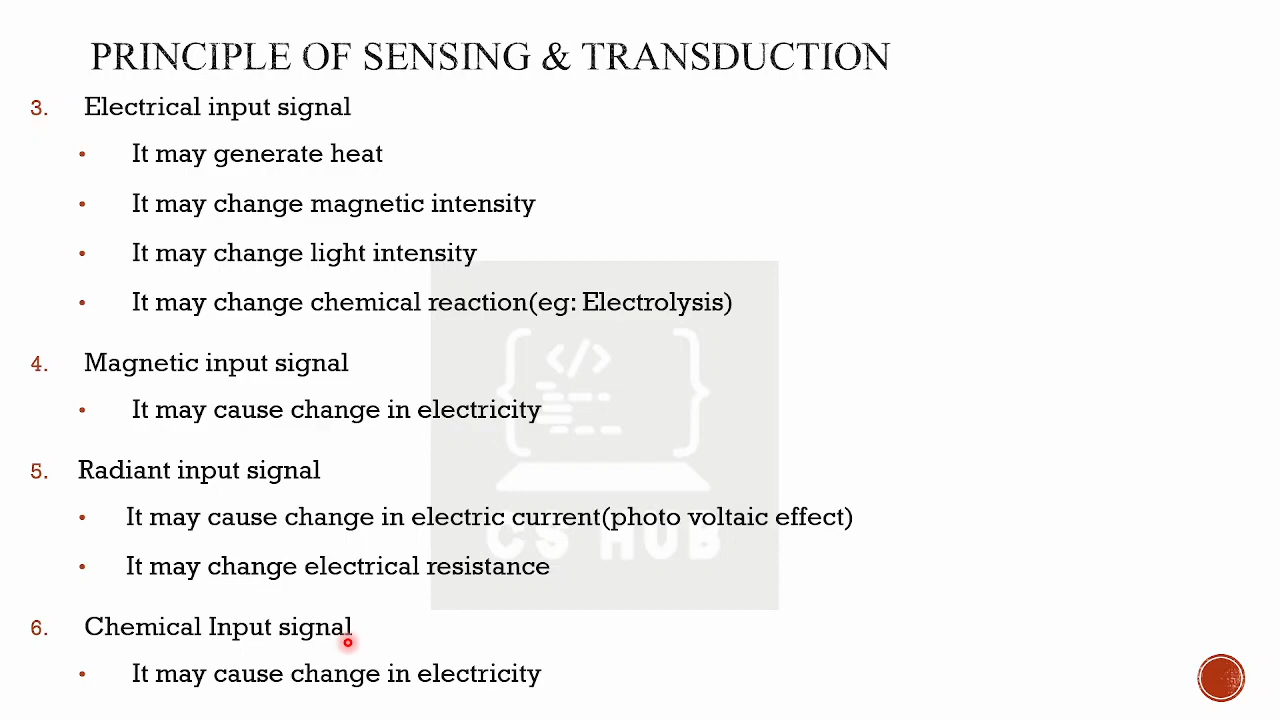 PRINCIPLE OF SENSING & TRANSDUCTION
3. Electrical input signal
• It may generate heat
• It may change magnetic intensity
• It may change light intensity
• It may change chemical reaction(eg: Electrolysis)
4. Magnetic input signal
• It may cause change in electricity
5. Radiant input signal
• It may cause change in electric current(photo voltaic effect)
• It may change electrical resistance
6. Chemical Input signal
• It may cause change in electricity
{ </> }
CS HUB